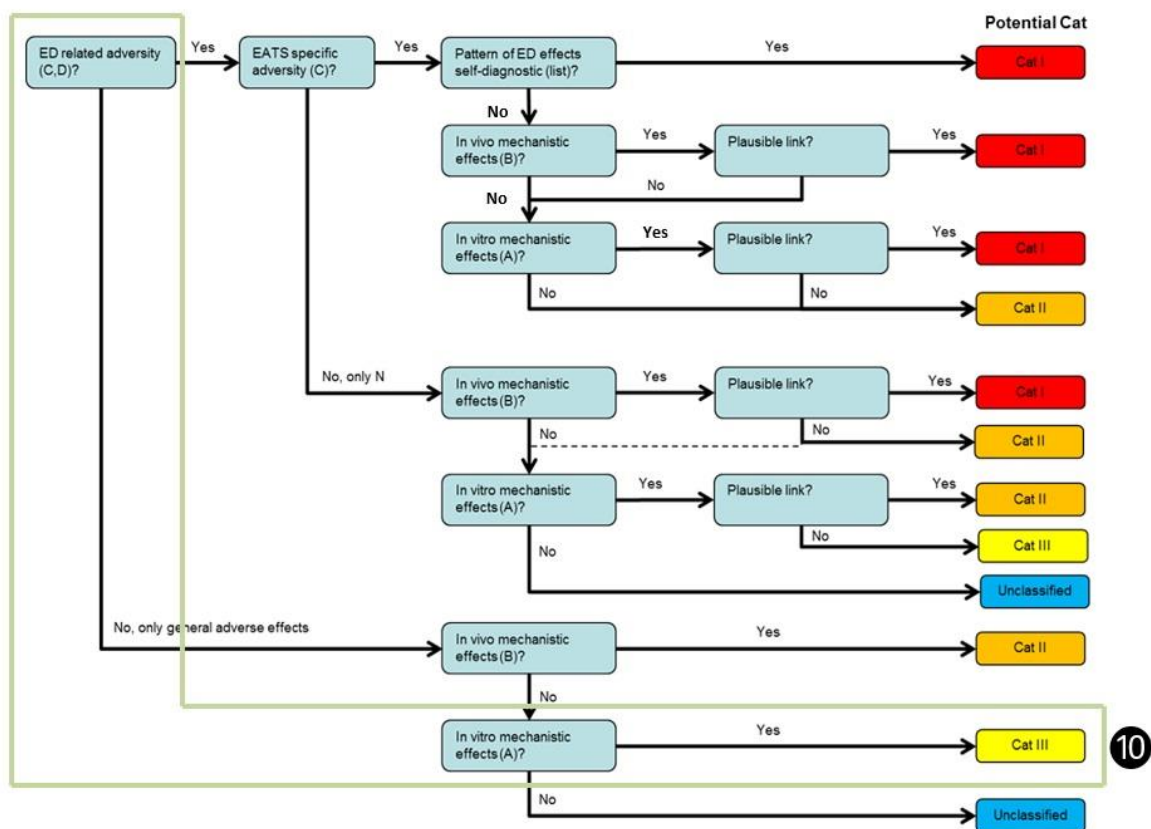 Potential Cat
ED related adversity
(C,D)?
Yes
EATS specific
adversity (C)?
Yes
Pattern of ED effects
self-diagnostic (list)?
Yes
Cat I
No
In vivo mechanistic
effects (B)?
Yes
Plausible link?
Yes
Cat I
No
No
In vitro mechanistic
effects (A)?
Yes
Plausible link?
Yes
Cat I
No
No
Cat II
No, only N
In vivo mechanistic
effects (B)?
Yes
Plausible link?
Yes
Cat I
No
No
Cat II
In vitro mechanistic
effects (A)?
Yes
Plausible link?
Yes
Cat II
No
No
Cat III
Unclassified
No, only general adverse effects
In vivo mechanistic
effects (B)?
Yes
Cat II
No
In vitro mechanistic
effects (A)?
Yes
Cat III
10
No
Unclassified